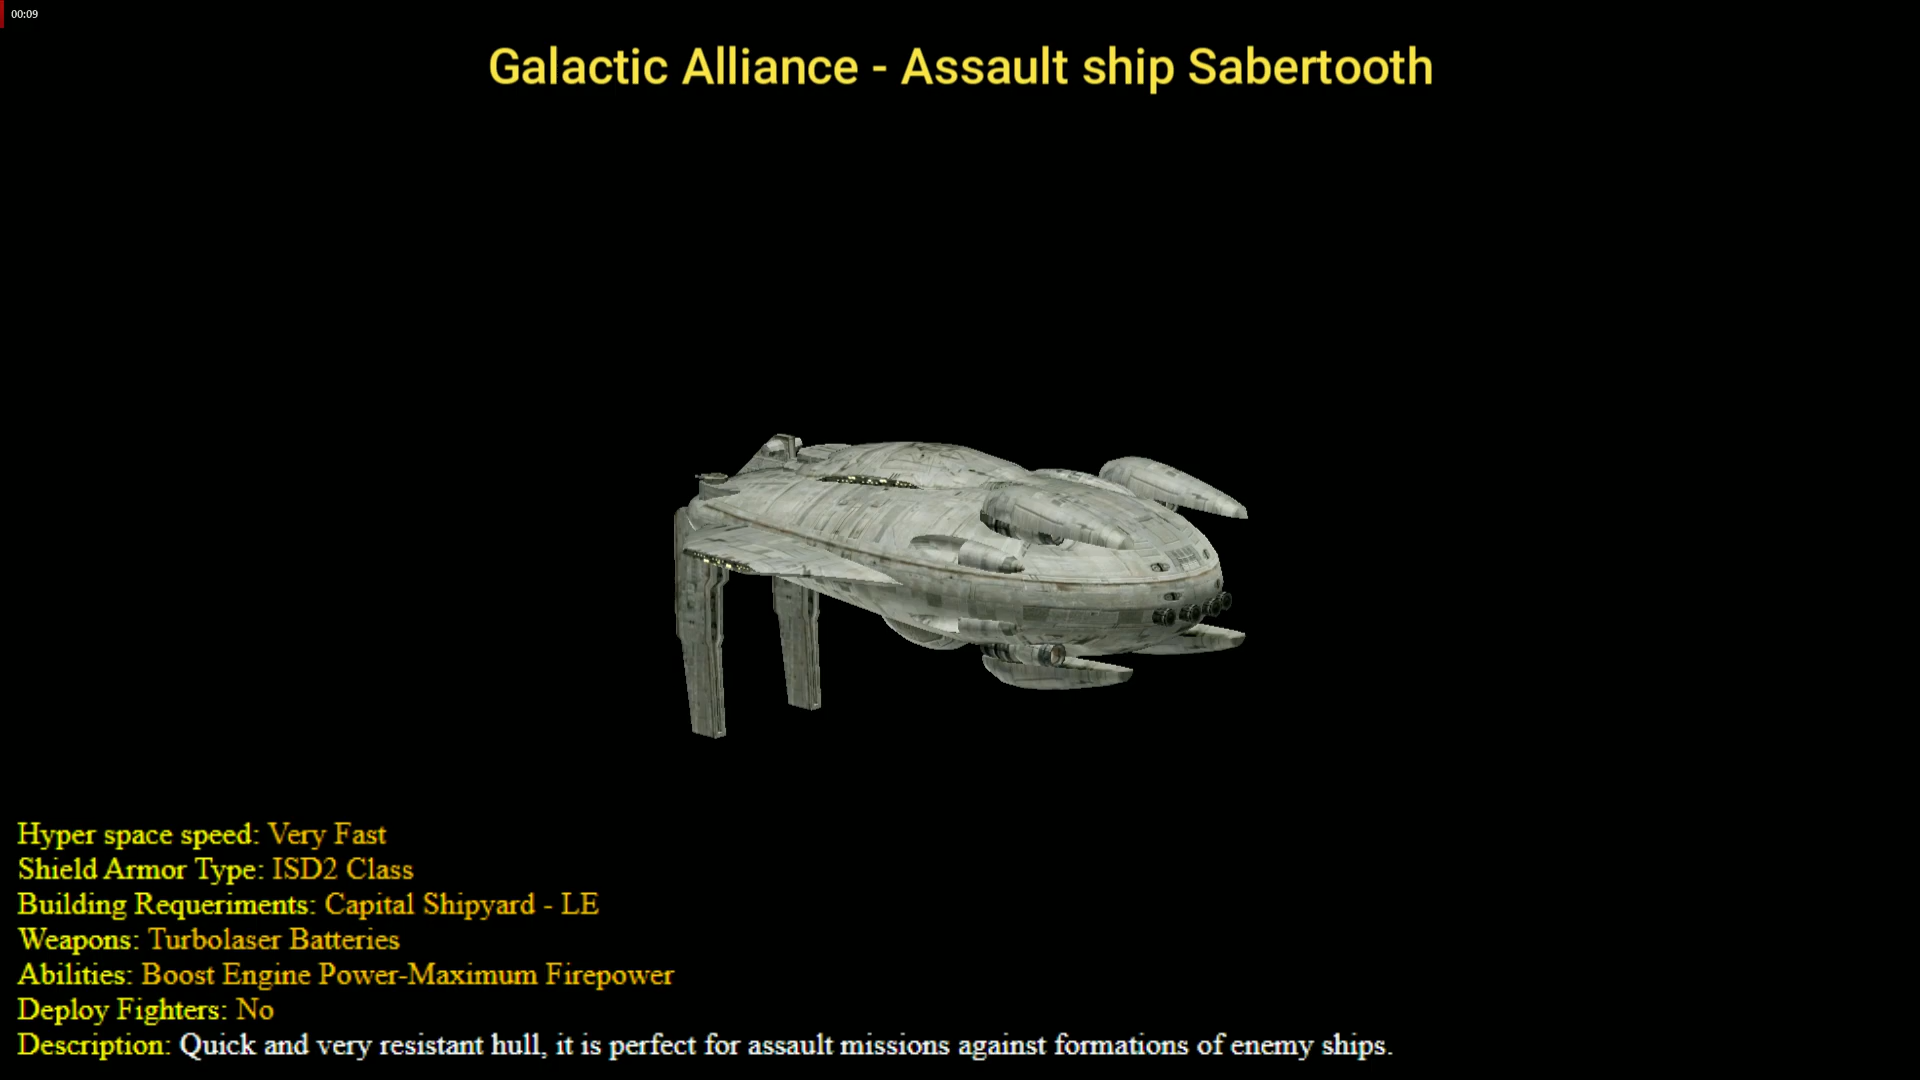 00:09
Galactic Alliance - Assault ship Sabertooth
Hyper space speed: Very Fast
Shield Armor Type: ISD2 Class
Building Requeriments: Capital Shipyard - LE
Weapons: Turbolaser Batteries
Abilities: Boost Engine Power-Maximum Firepower
Deploy Fighters: No
Description: Quick and very resistant hull, it is perfect for assault missions against formations of enemy ships.